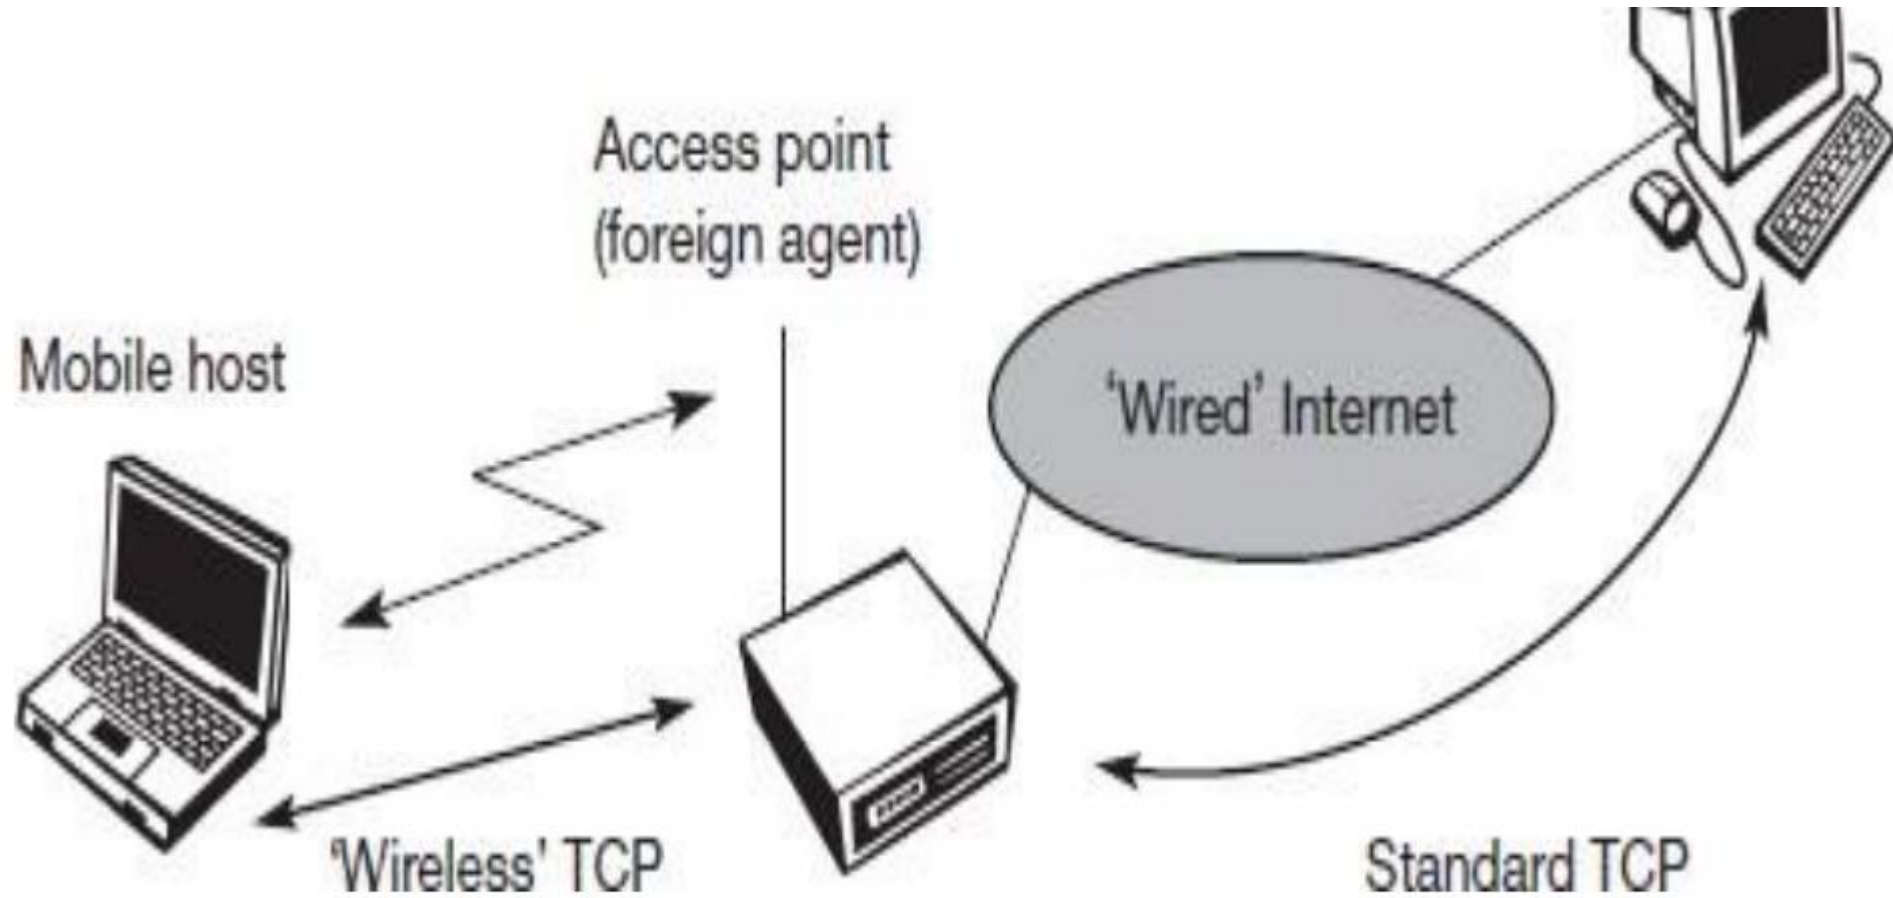 Access point
(foreign agent)
Mobile host
'Wired' Internet
'Wireless' TCP
Standard TCP